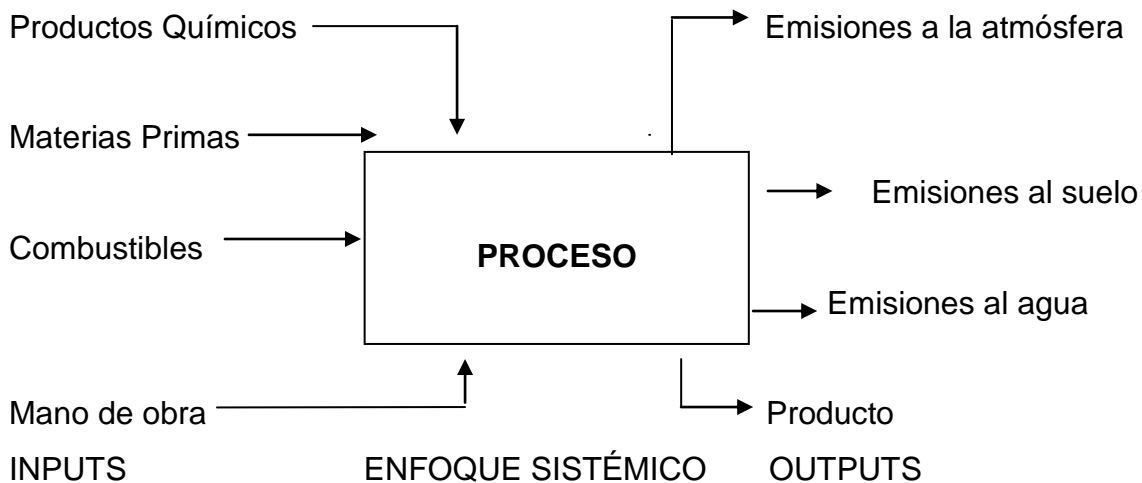 Productos Químicos
Emisiones a la atmósfera
Materias Primas
Emisiones al suelo
Combustibles
PROCESO
Emisiones al agua
Mano de obra
Producto
INPUTS
ENFOQUE SISTÉMICO
OUTPUTS